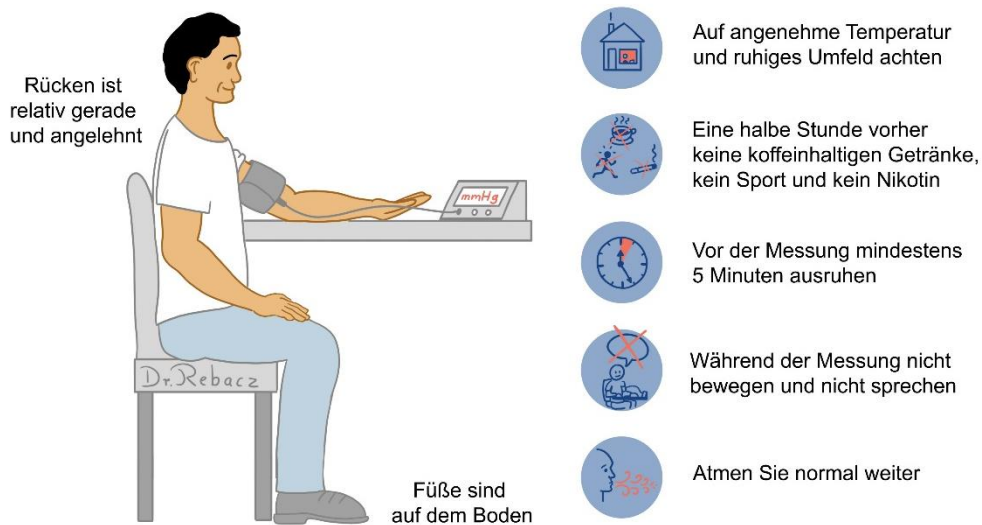 Rücken ist
relativ gerade
und angelehnt
mmHg
Dr. Rebacz
Füße sind
auf dem Boden
Auf angenehme Temperatur
und ruhiges Umfeld achten
Eine halbe Stunde vorher
keine koffeinhaltigen Getränke,
kein Sport und kein Nikotin
Vor der Messung mindestens
5 Minuten ausruhen
Während der Messung nicht
bewegen und nicht sprechen
Atmen Sie normal weiter